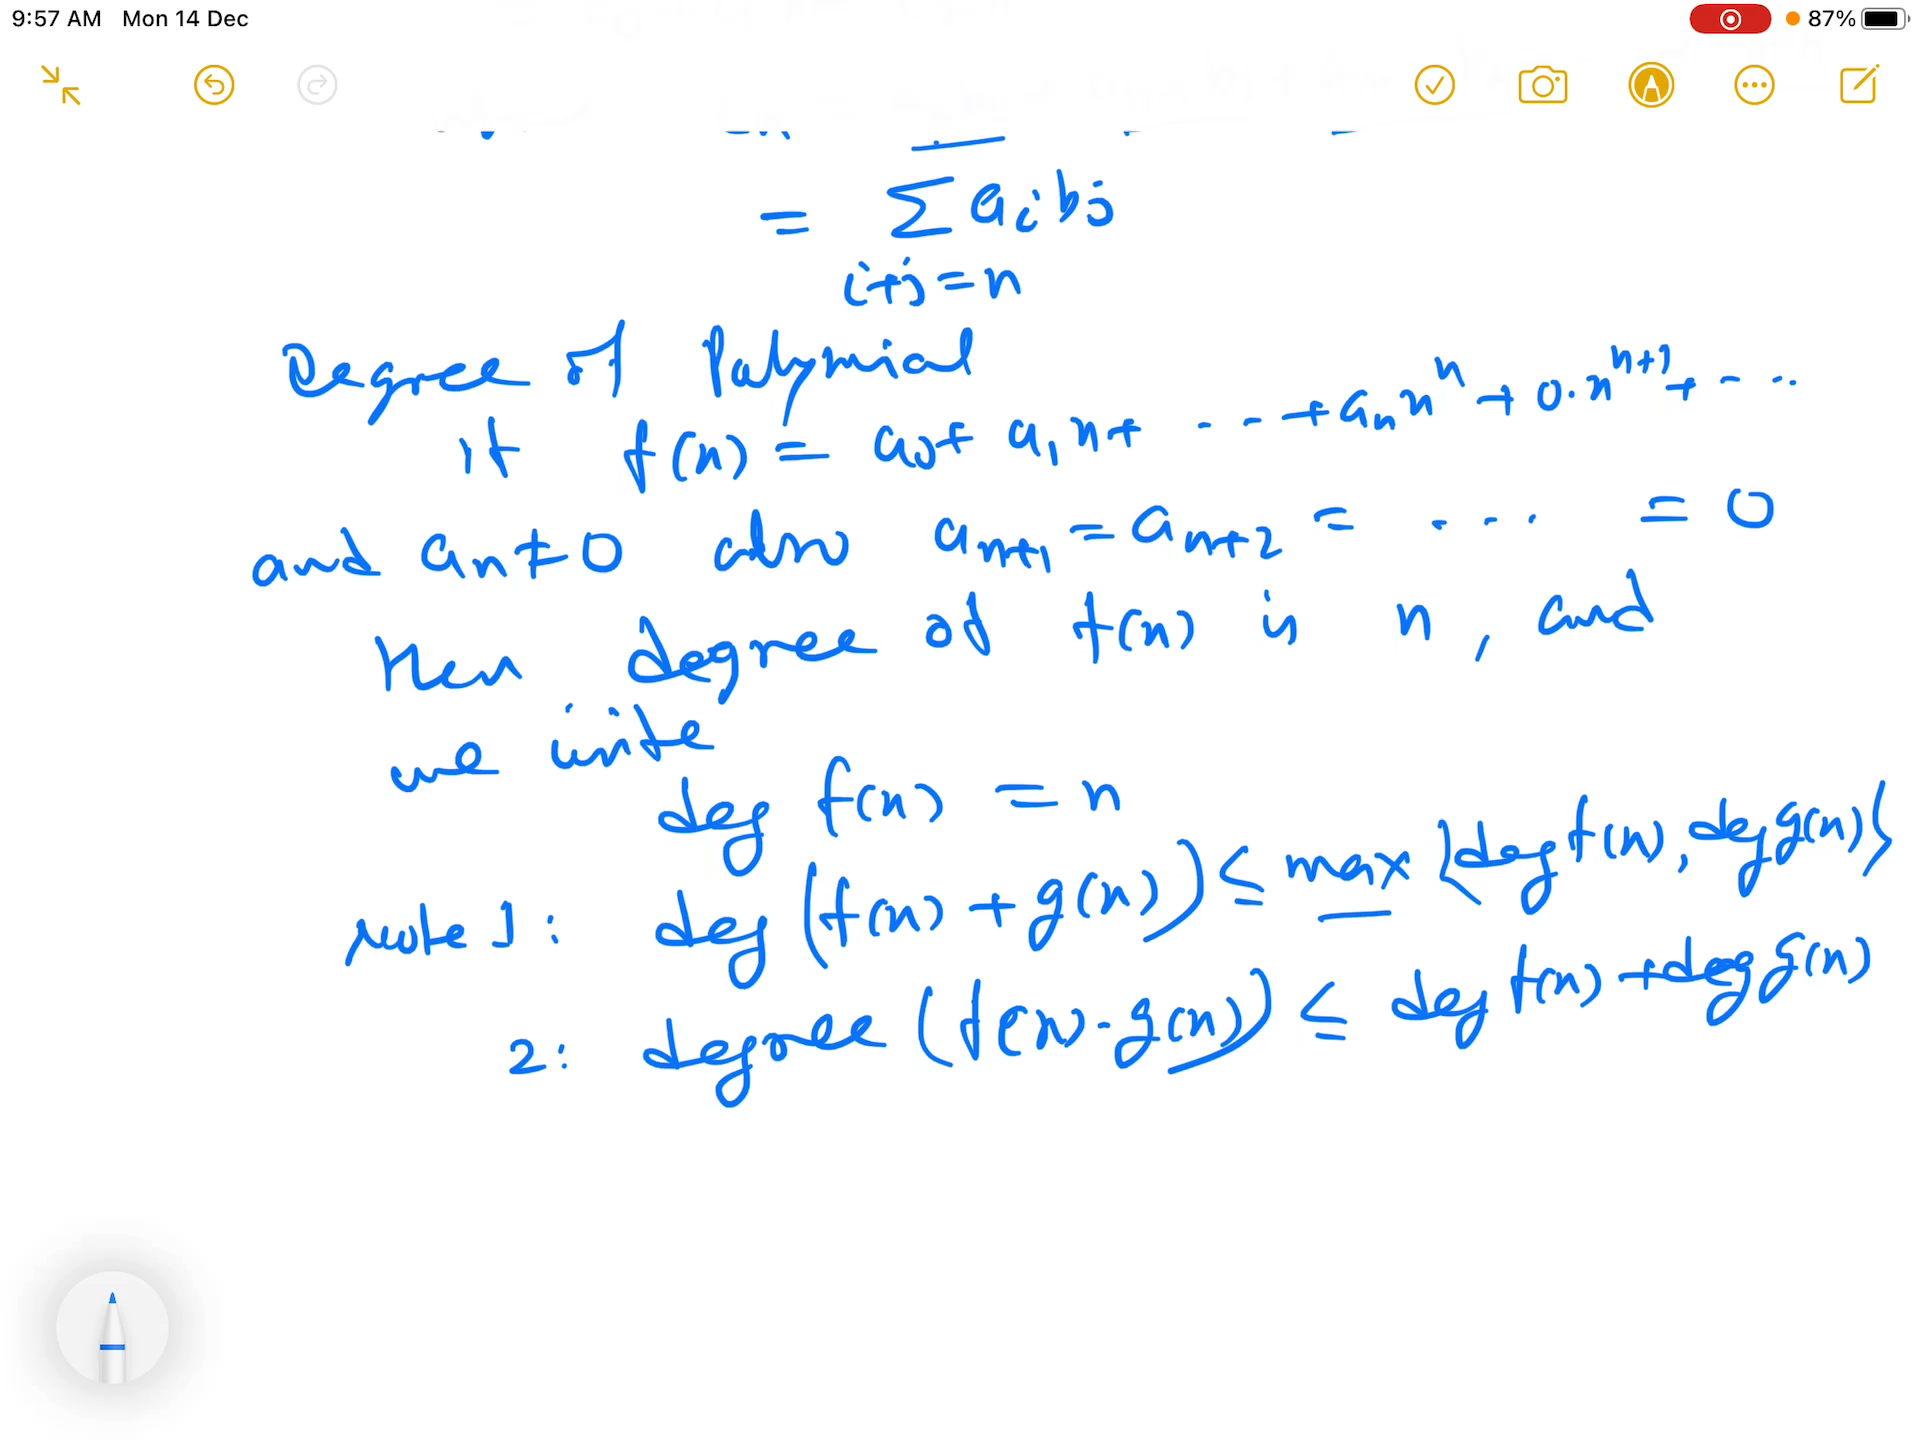 9:57 AM Mon 14 Dec 87%
= Σ aᵢbⱼ
i+j=n
Degree of Polymial
if f(x) = a₀+ a₁x+ - - - +aₙxⁿ + 0·xⁿ⁺¹+ - - -
and aₙ≠0 also aₙ₊₁ = aₙ₊₂ = - - - = 0
then degree of f(x) is n, and
we write
deg f(x) = n
note 1: deg (f(x) + g(x)) ≤ max {deg f(x), deg g(x)}
2: degree (f(x)·g(x)) ≤ deg f(x) + deg g(x)